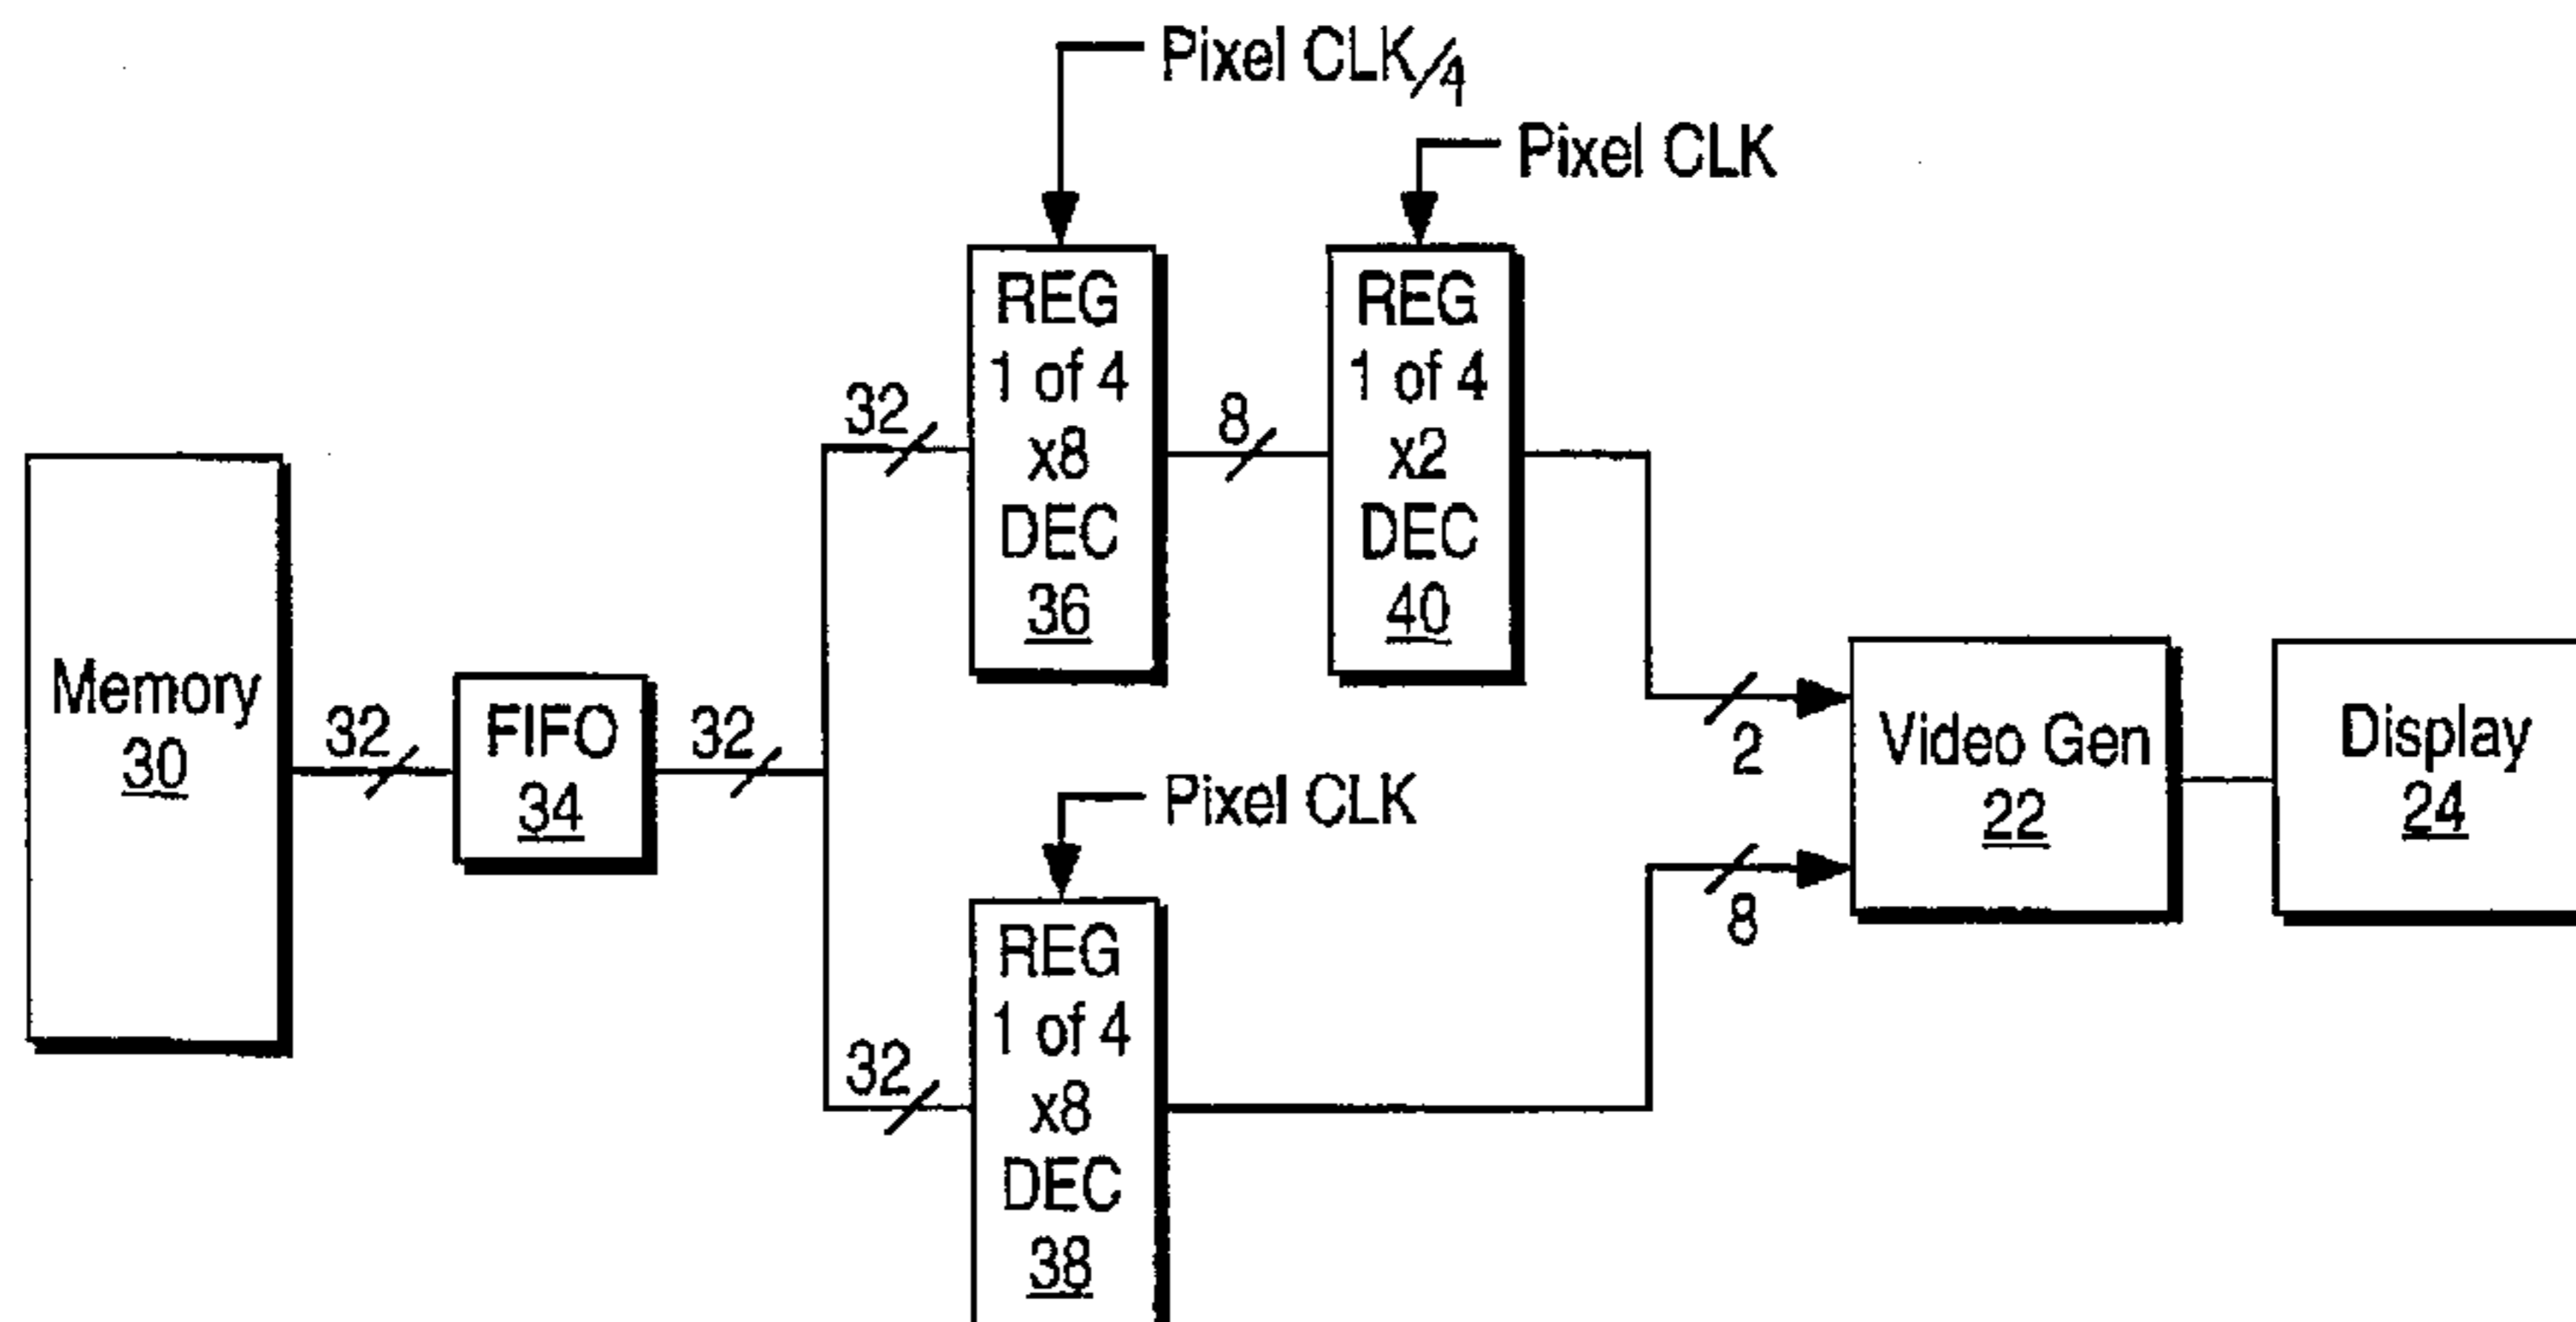 Pixel CLK/4
Pixel CLK
REG
1 of 4
x8
DEC
36
REG
1 of 4
x2
DEC
40
32
8
Memory
30
32
FIFO
34
32
2
8
Video Gen
22
Display
24
Pixel CLK
32
REG
1 of 4
x8
DEC
38